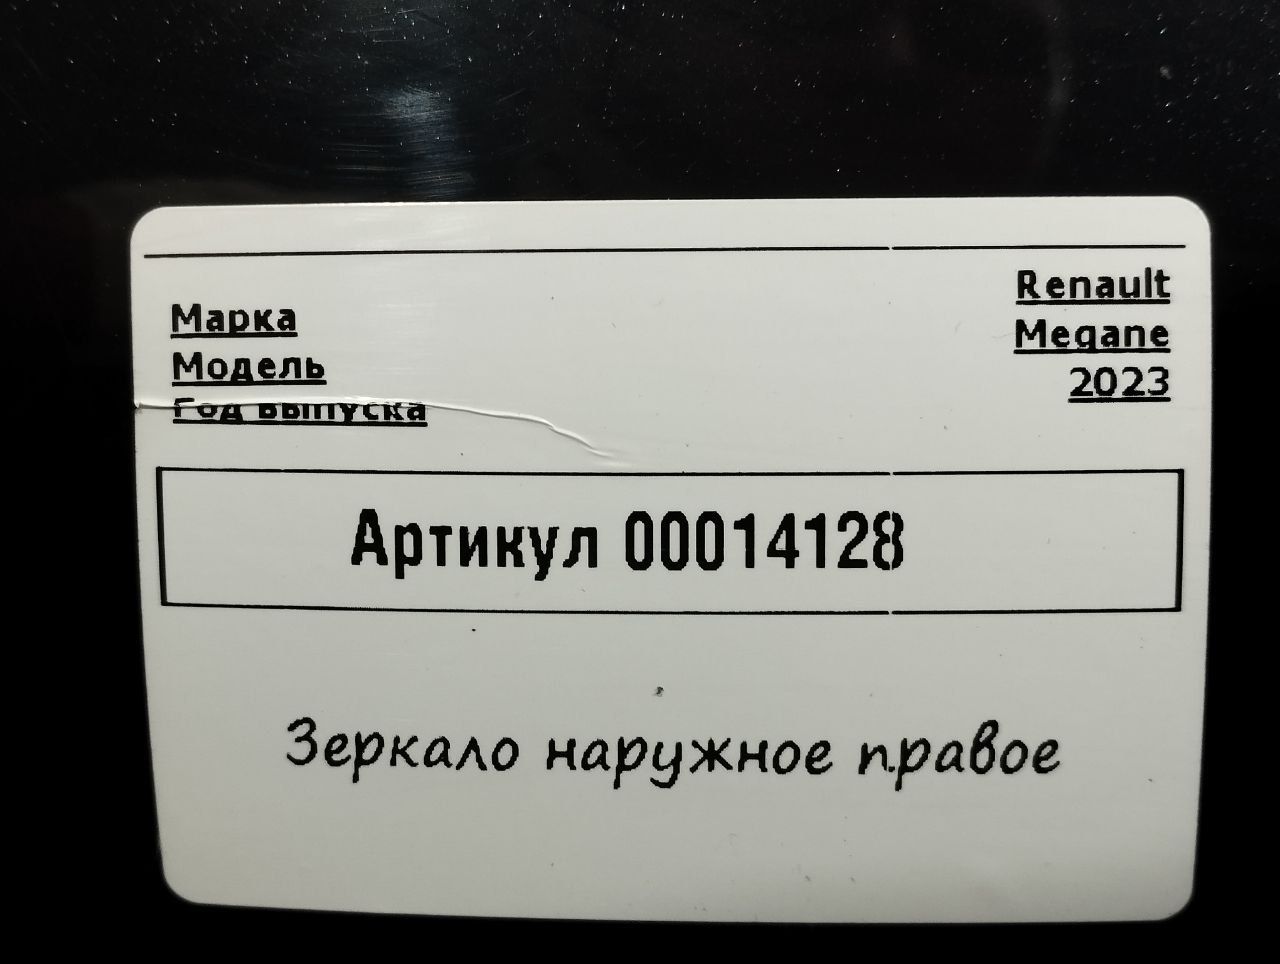 Марка Renault
Модель Megane
Год выпуска 2023
Артикул 00014128
Зеркало наружное правое